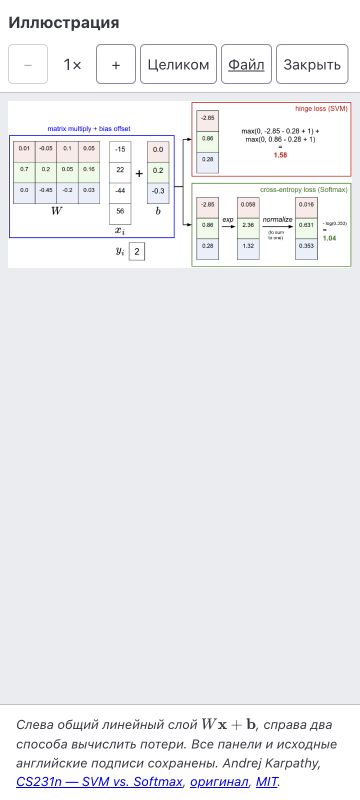 Иллюстрация
− 1× + Целиком Файл Закрыть
hinge loss (SVM)
matrix multiply + bias offset
0.01 -0.05 0.1 0.05
0.7 0.2 0.05 0.16
0.0 -0.45 -0.2 0.03
W
-15
22
-44
56
x_i
+
0.0
0.2
-0.3
b
y_i 2
-2.85
0.86
0.28
max(0, -2.85 - 0.28 + 1) +
max(0, 0.86 - 0.28 + 1)
=
1.58
cross-entropy loss (Softmax)
-2.85
0.86
0.28
exp
0.058
2.36
1.32
normalize
(to sum
to one)
0.016
0.631
0.353
- log(0.353)
=
1.04
Слева общий линейный слой Wx + b, справа два
способа вычислить потери. Все панели и исходные
английские подписи сохранены. Andrej Karpathy,
CS231n — SVM vs. Softmax, оригинал, MIT.